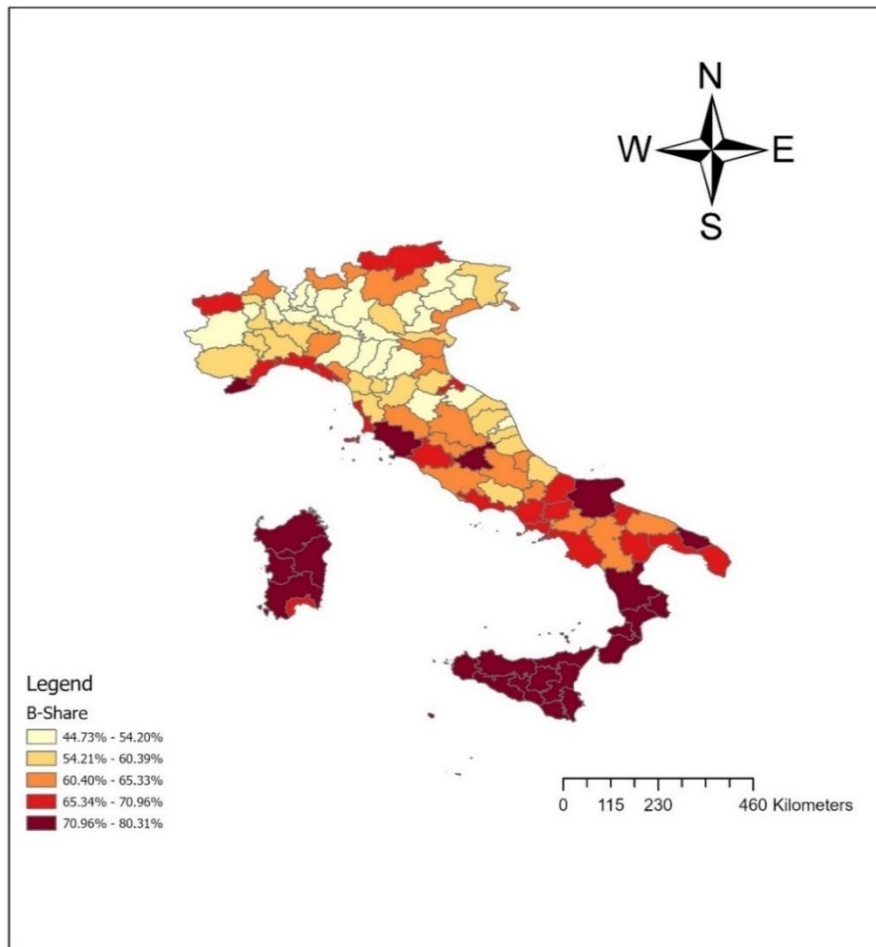 N
W E
S
Legend
B-Share
44.73% - 54.20%
54.21% - 60.39%
60.40% - 65.33%
65.34% - 70.96%
70.96% - 80.31%
0 115 230 460 Kilometers